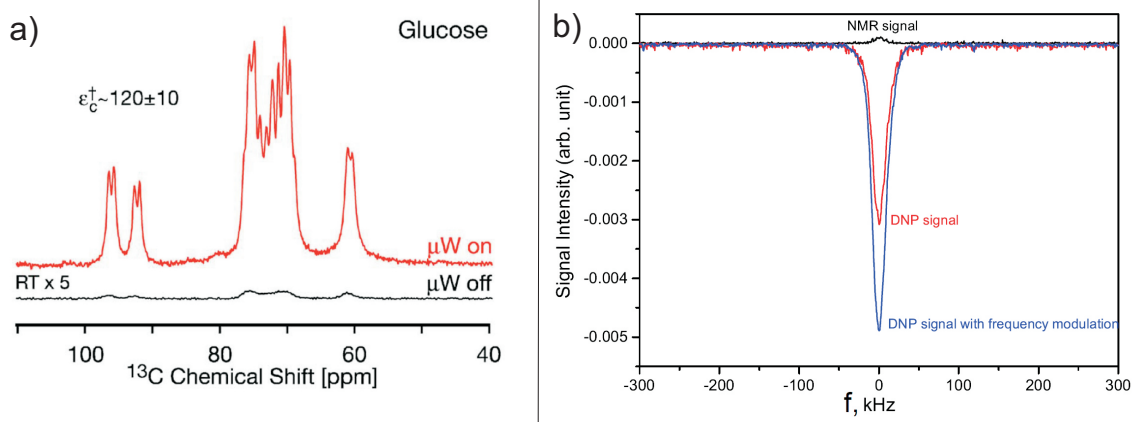 a)
Glucose
ε_c^†~120±10
µW on
RT x 5
µW off
100 80 60 40
13C Chemical Shift [ppm]
b)
NMR signal
0.000
-0.001
-0.002
-0.003
-0.004
-0.005
Signal Intensity (arb. unit)
DNP signal
DNP signal with frequency modulation
-300 -200 -100 0 100 200 300
f, kHz